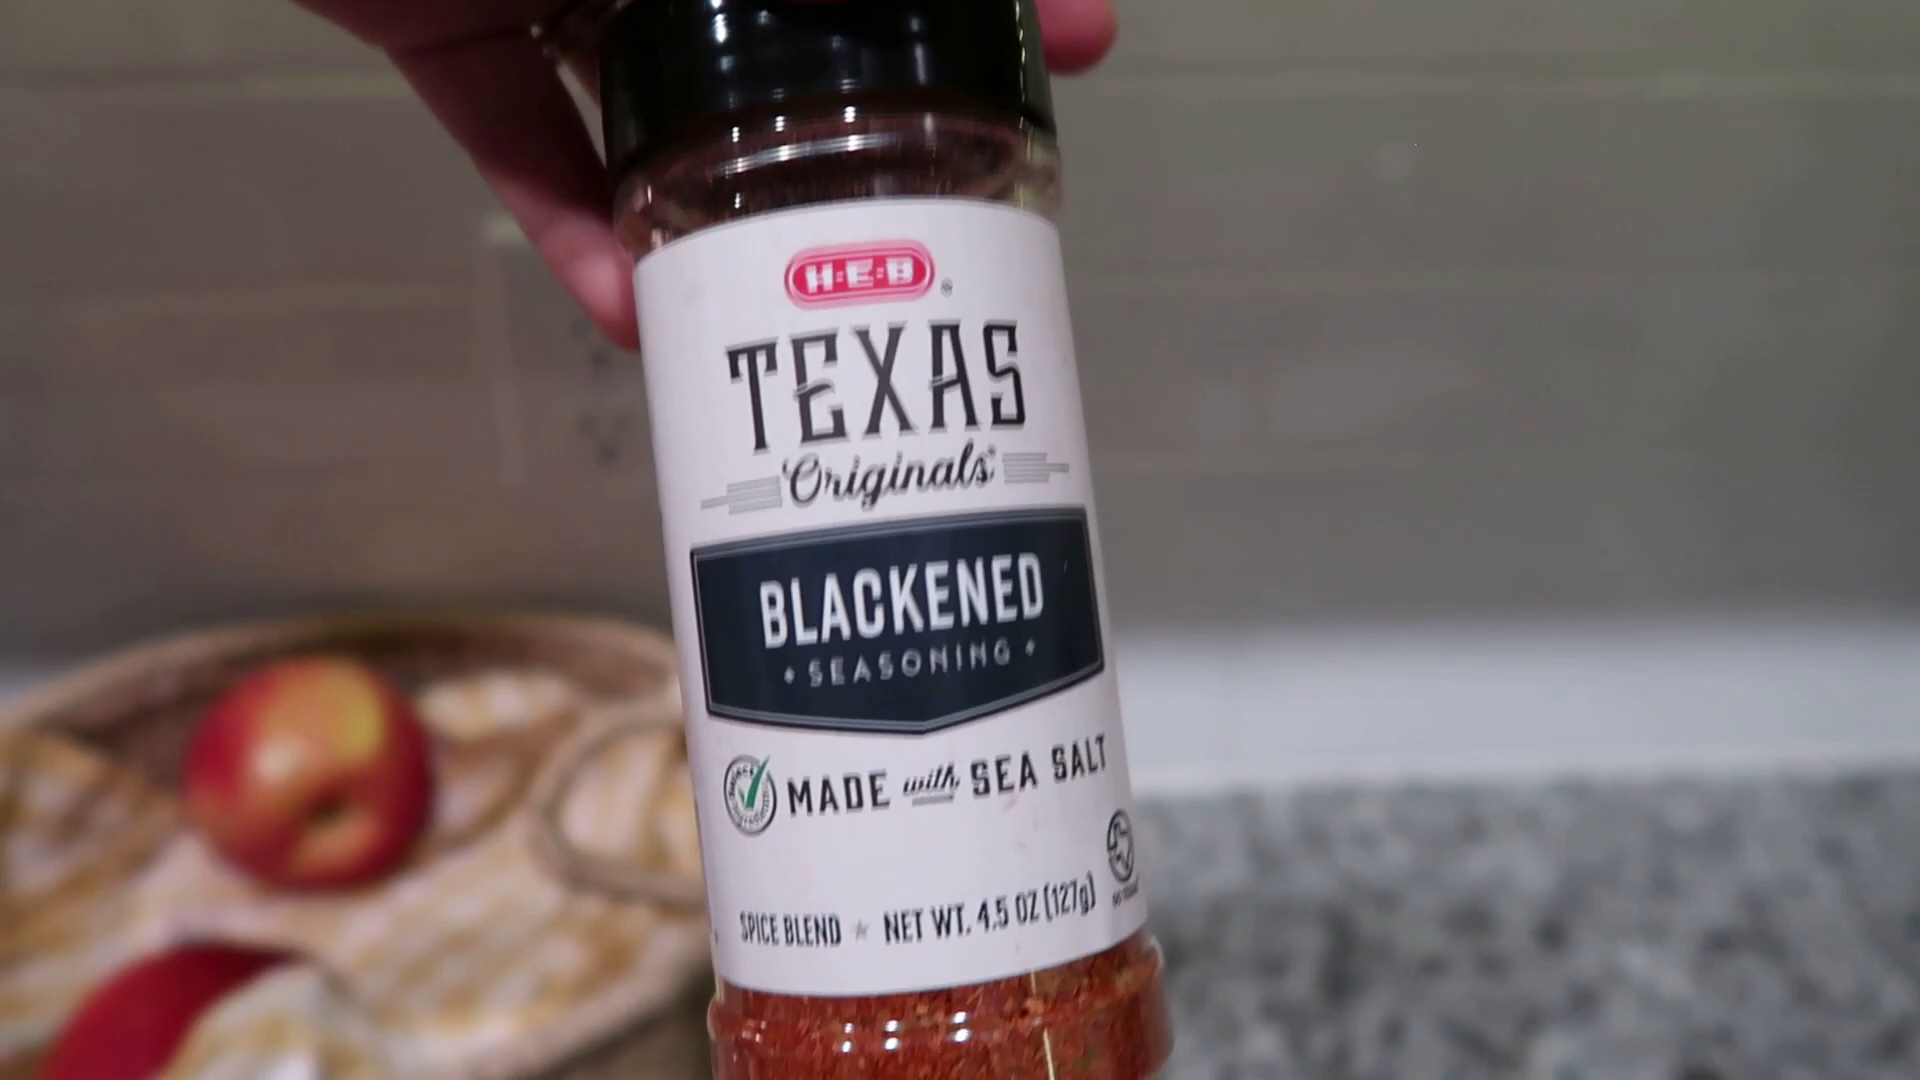 H-E-B
TEXAS
Originals
BLACKENED
SEASONING
MADE with SEA SALT
SPICE BLEND ★ NET WT. 4.5 OZ (127g)